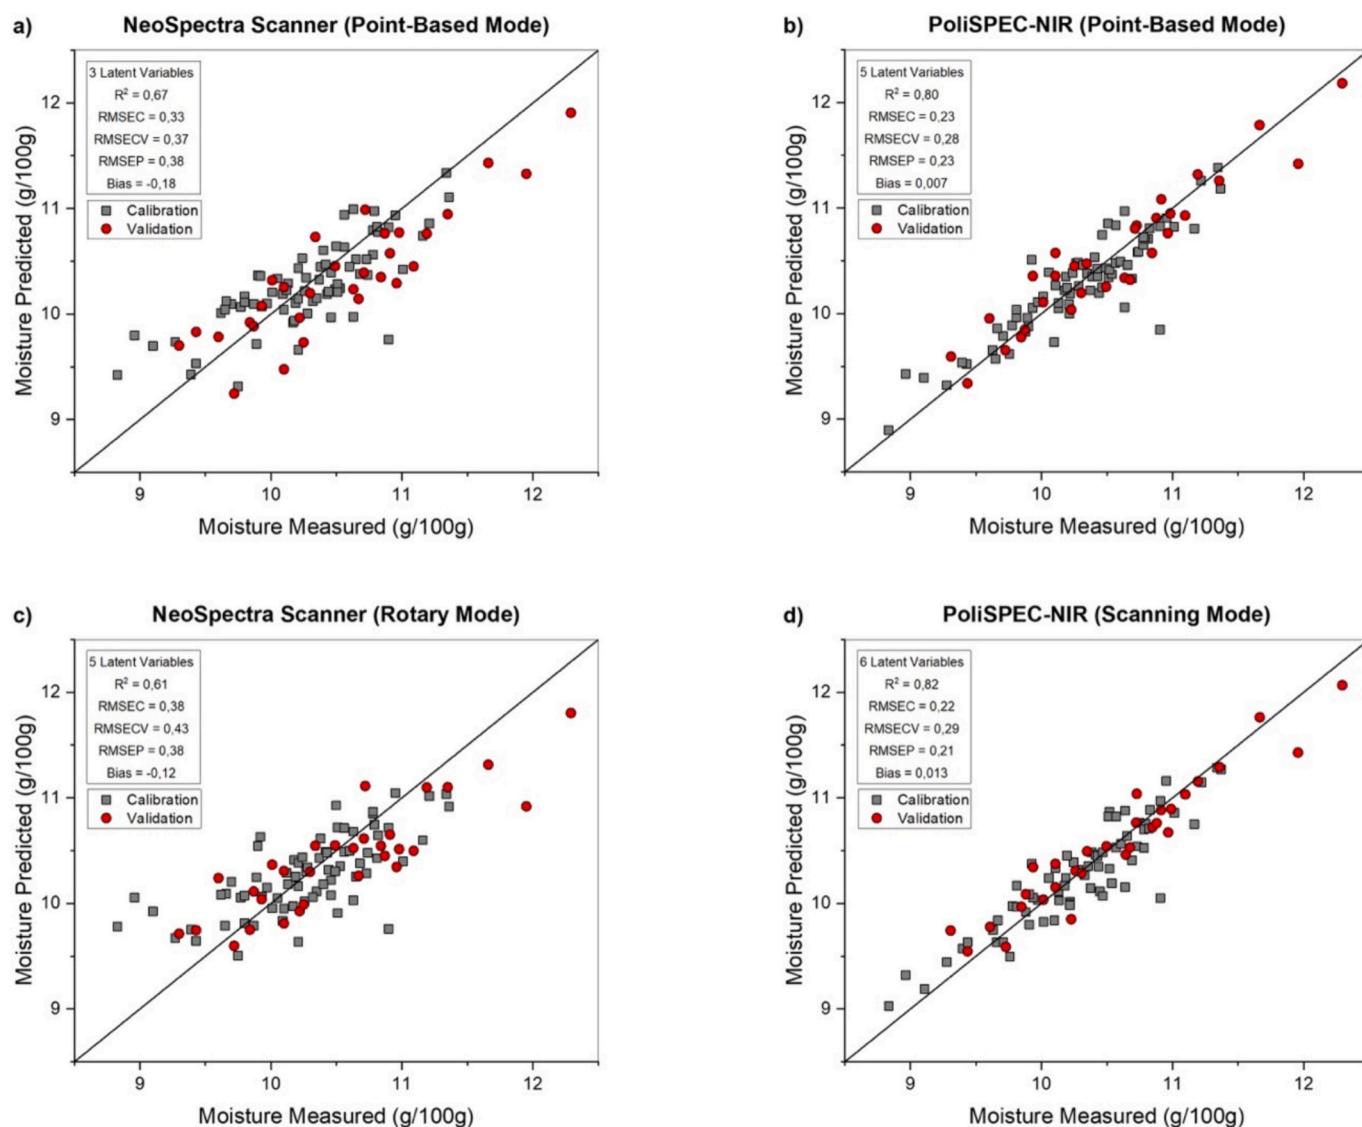 a) NeoSpectra Scanner (Point-Based Mode)
3 Latent Variables
R² = 0,67
RMSEC = 0,33
RMSECV = 0,37
RMSEP = 0,38
Bias = -0,18
Calibration
Validation
Moisture Predicted (g/100g)
12
11
10
9
9 10 11 12
Moisture Measured (g/100g)
b) PoliSPEC-NIR (Point-Based Mode)
5 Latent Variables
R² = 0,80
RMSEC = 0,23
RMSECV = 0,28
RMSEP = 0,23
Bias = 0,007
Calibration
Validation
Moisture Predicted (g/100g)
12
11
10
9
9 10 11 12
Moisture Measured (g/100g)
c) NeoSpectra Scanner (Rotary Mode)
5 Latent Variables
R² = 0,61
RMSEC = 0,38
RMSECV = 0,43
RMSEP = 0,38
Bias = -0,12
Calibration
Validation
Moisture Predicted (g/100g)
12
11
10
9
9 10 11 12
Moisture Measured (g/100g)
d) PoliSPEC-NIR (Scanning Mode)
6 Latent Variables
R² = 0,82
RMSEC = 0,22
RMSECV = 0,29
RMSEP = 0,21
Bias = 0,013
Calibration
Validation
Moisture Predicted (g/100g)
12
11
10
9
9 10 11 12
Moisture Measured (g/100g)